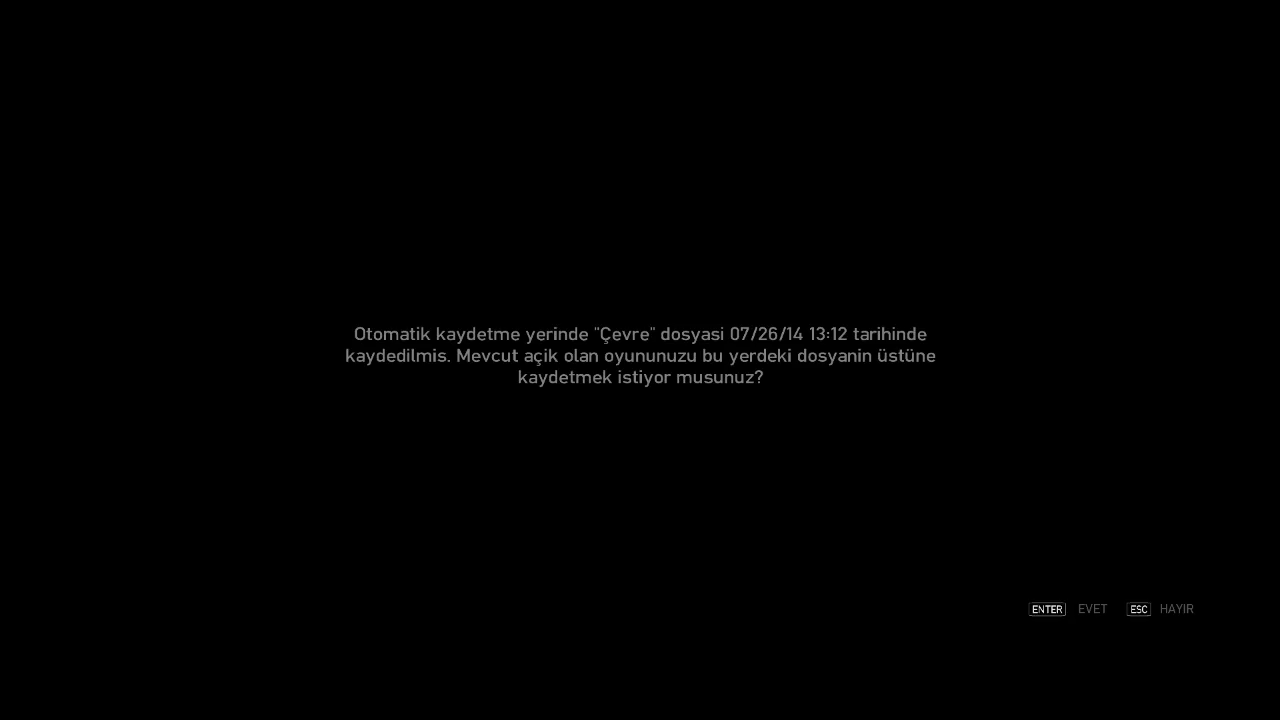 Otomatik kaydetme yerinde "Çevre" dosyasi 07/26/14 13:12 tarihinde
kaydedilmis. Mevcut açik olan oyununuzu bu yerdeki dosyanin üstüne
kaydetmek istiyor musunuz?
ENTER EVET ESC HAYIR